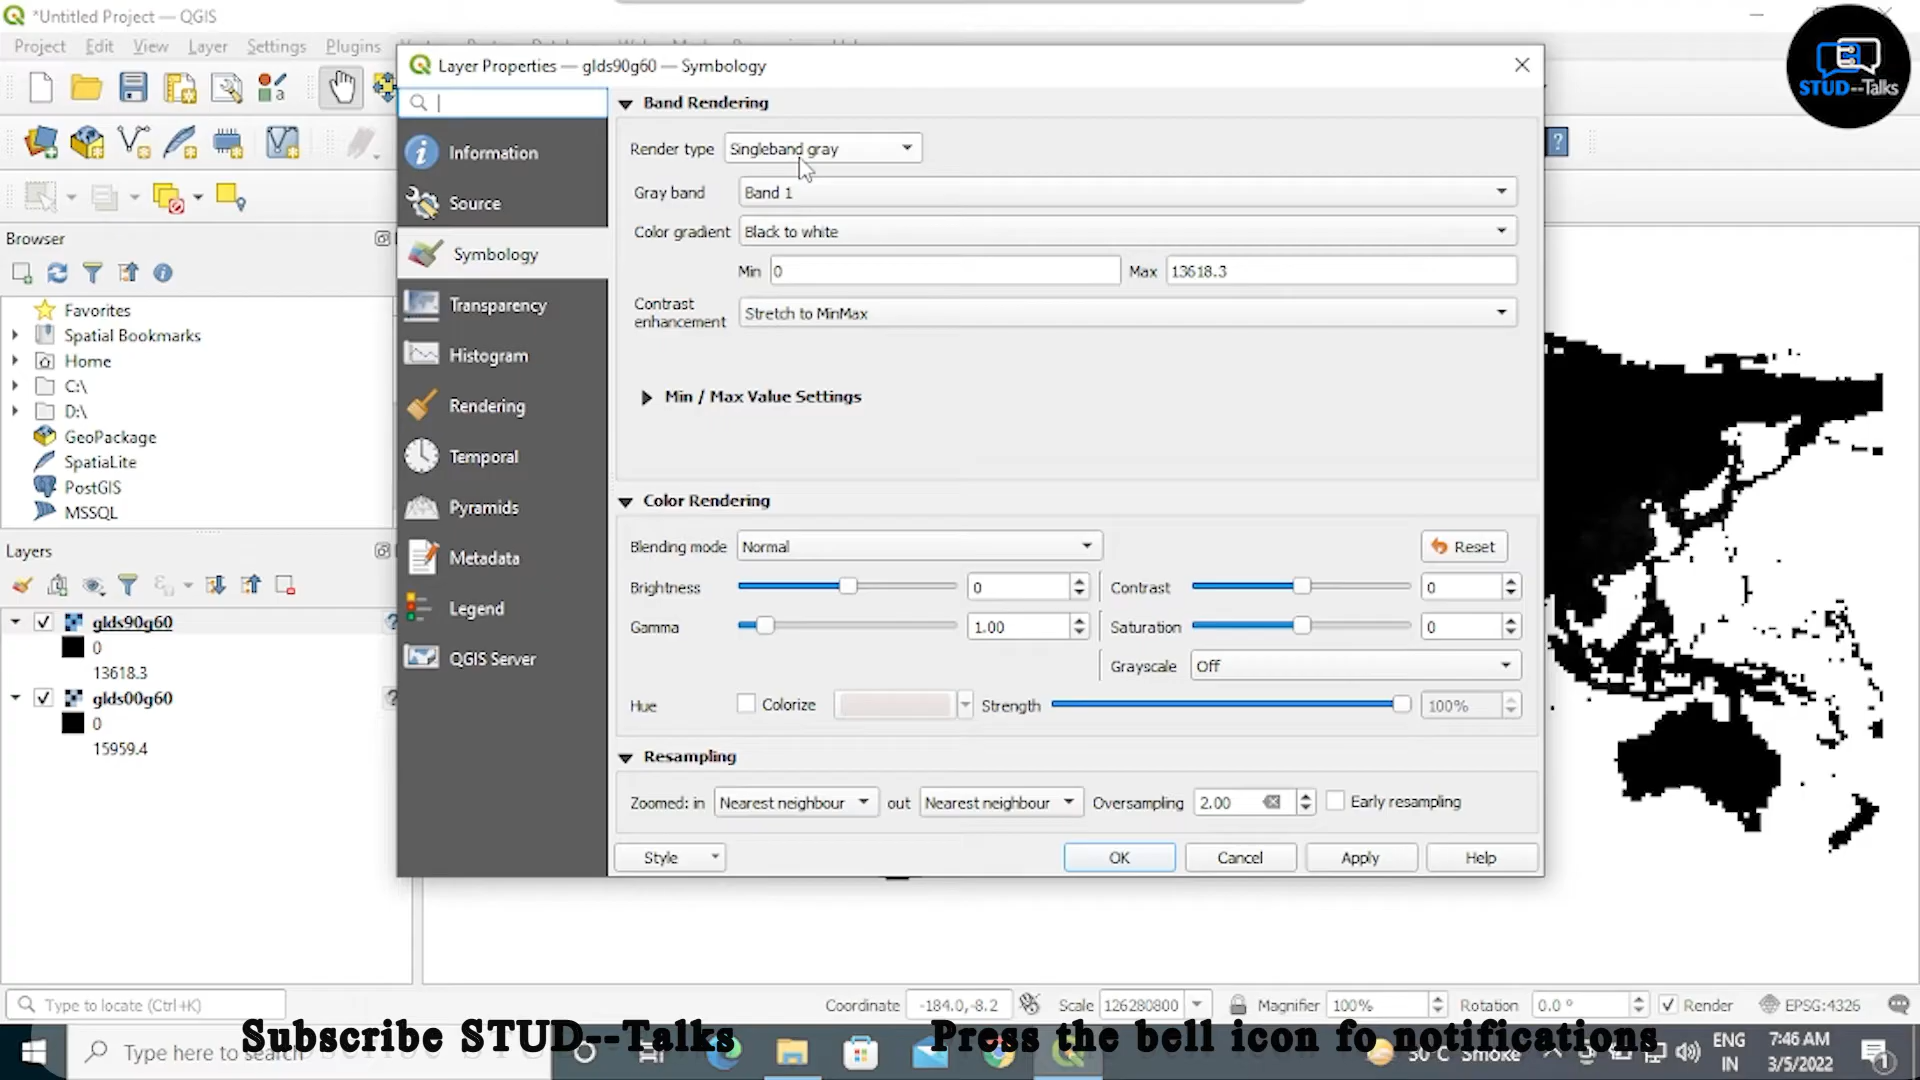 *Untitled Project — QGIS
Project Edit View Layer Settings Plugins
Layer Properties — glds90g60 — Symbology
STUD--Talks
Information
Source
Symbology
Transparency
Histogram
Rendering
Temporal
Pyramids
Metadata
Legend
QGIS Server
Band Rendering
Render type Singleband gray
Gray band Band 1
Color gradient Black to white
Min 0 Max 13618.3
Contrast
enhancement Stretch to MinMax
Min / Max Value Settings
Color Rendering
Blending mode Normal Reset
Brightness 0 Contrast 0
Gamma 1.00 Saturation 0
Grayscale Off
Hue Colorize Strength 100%
Resampling
Zoomed: in Nearest neighbour out Nearest neighbour Oversampling 2.00 Early resampling
Style OK Cancel Apply Help
Browser
Favorites
Spatial Bookmarks
Home
C:\
D:\
GeoPackage
SpatiaLite
PostGIS
MSSQL
Layers
glds90g60
0
13618.3
glds00g60
0
15959.4
Type to locate (Ctrl+K) Coordinate -184.0,-8.2 Scale 126280800 Magnifier 100% Rotation 0.0 ° Render EPSG:4326
Subscribe STUD--Talks Press the bell icon fo notifications
Type here to search 30°C Smoke ENG 7:46 AM
IN 3/5/2022 1